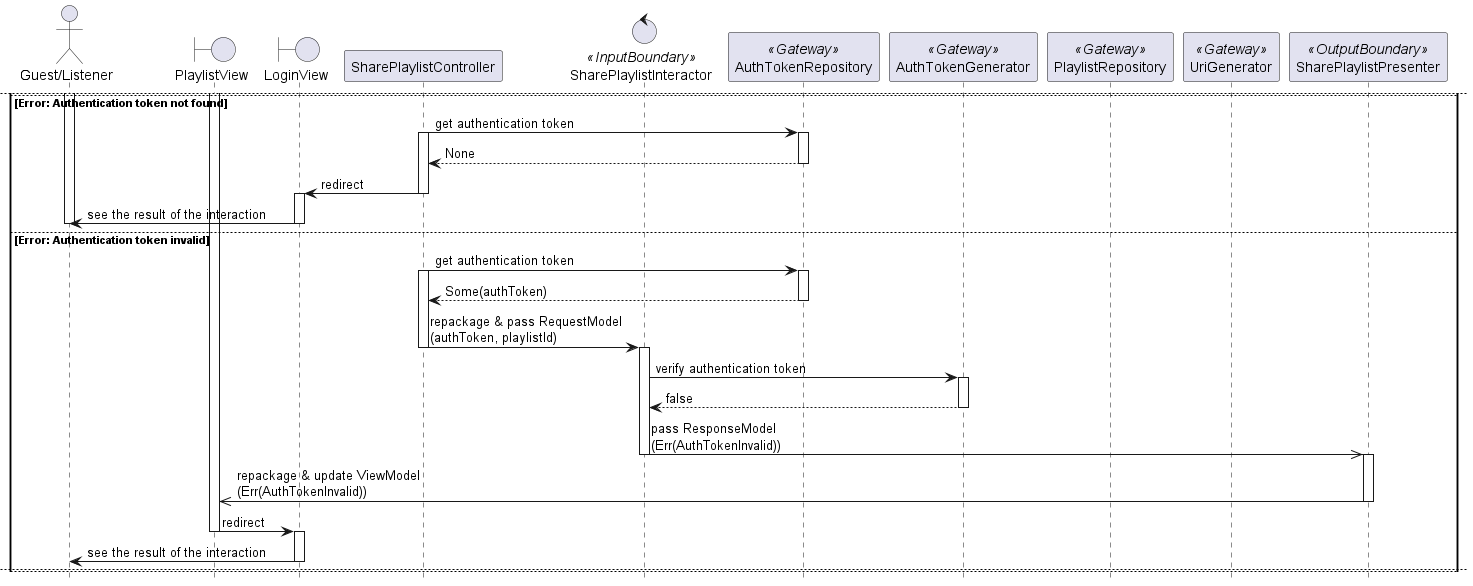 «InputBoundary»
«Gateway»
«Gateway»
«Gateway»
«Gateway»
«OutputBoundary»
Guest/Listener
PlaylistView
LoginView
SharePlaylistController
SharePlaylistInteractor
AuthTokenRepository
AuthTokenGenerator
PlaylistRepository
UriGenerator
SharePlaylistPresenter
[Error: Authentication token not found]
get authentication token
None
redirect
see the result of the interaction
[Error: Authentication token invalid]
get authentication token
Some(authToken)
repackage & pass RequestModel
(authToken, playlistId)
verify authentication token
false
pass ResponseModel
(Err(AuthTokenInvalid))
repackage & update ViewModel
(Err(AuthTokenInvalid))
redirect
see the result of the interaction